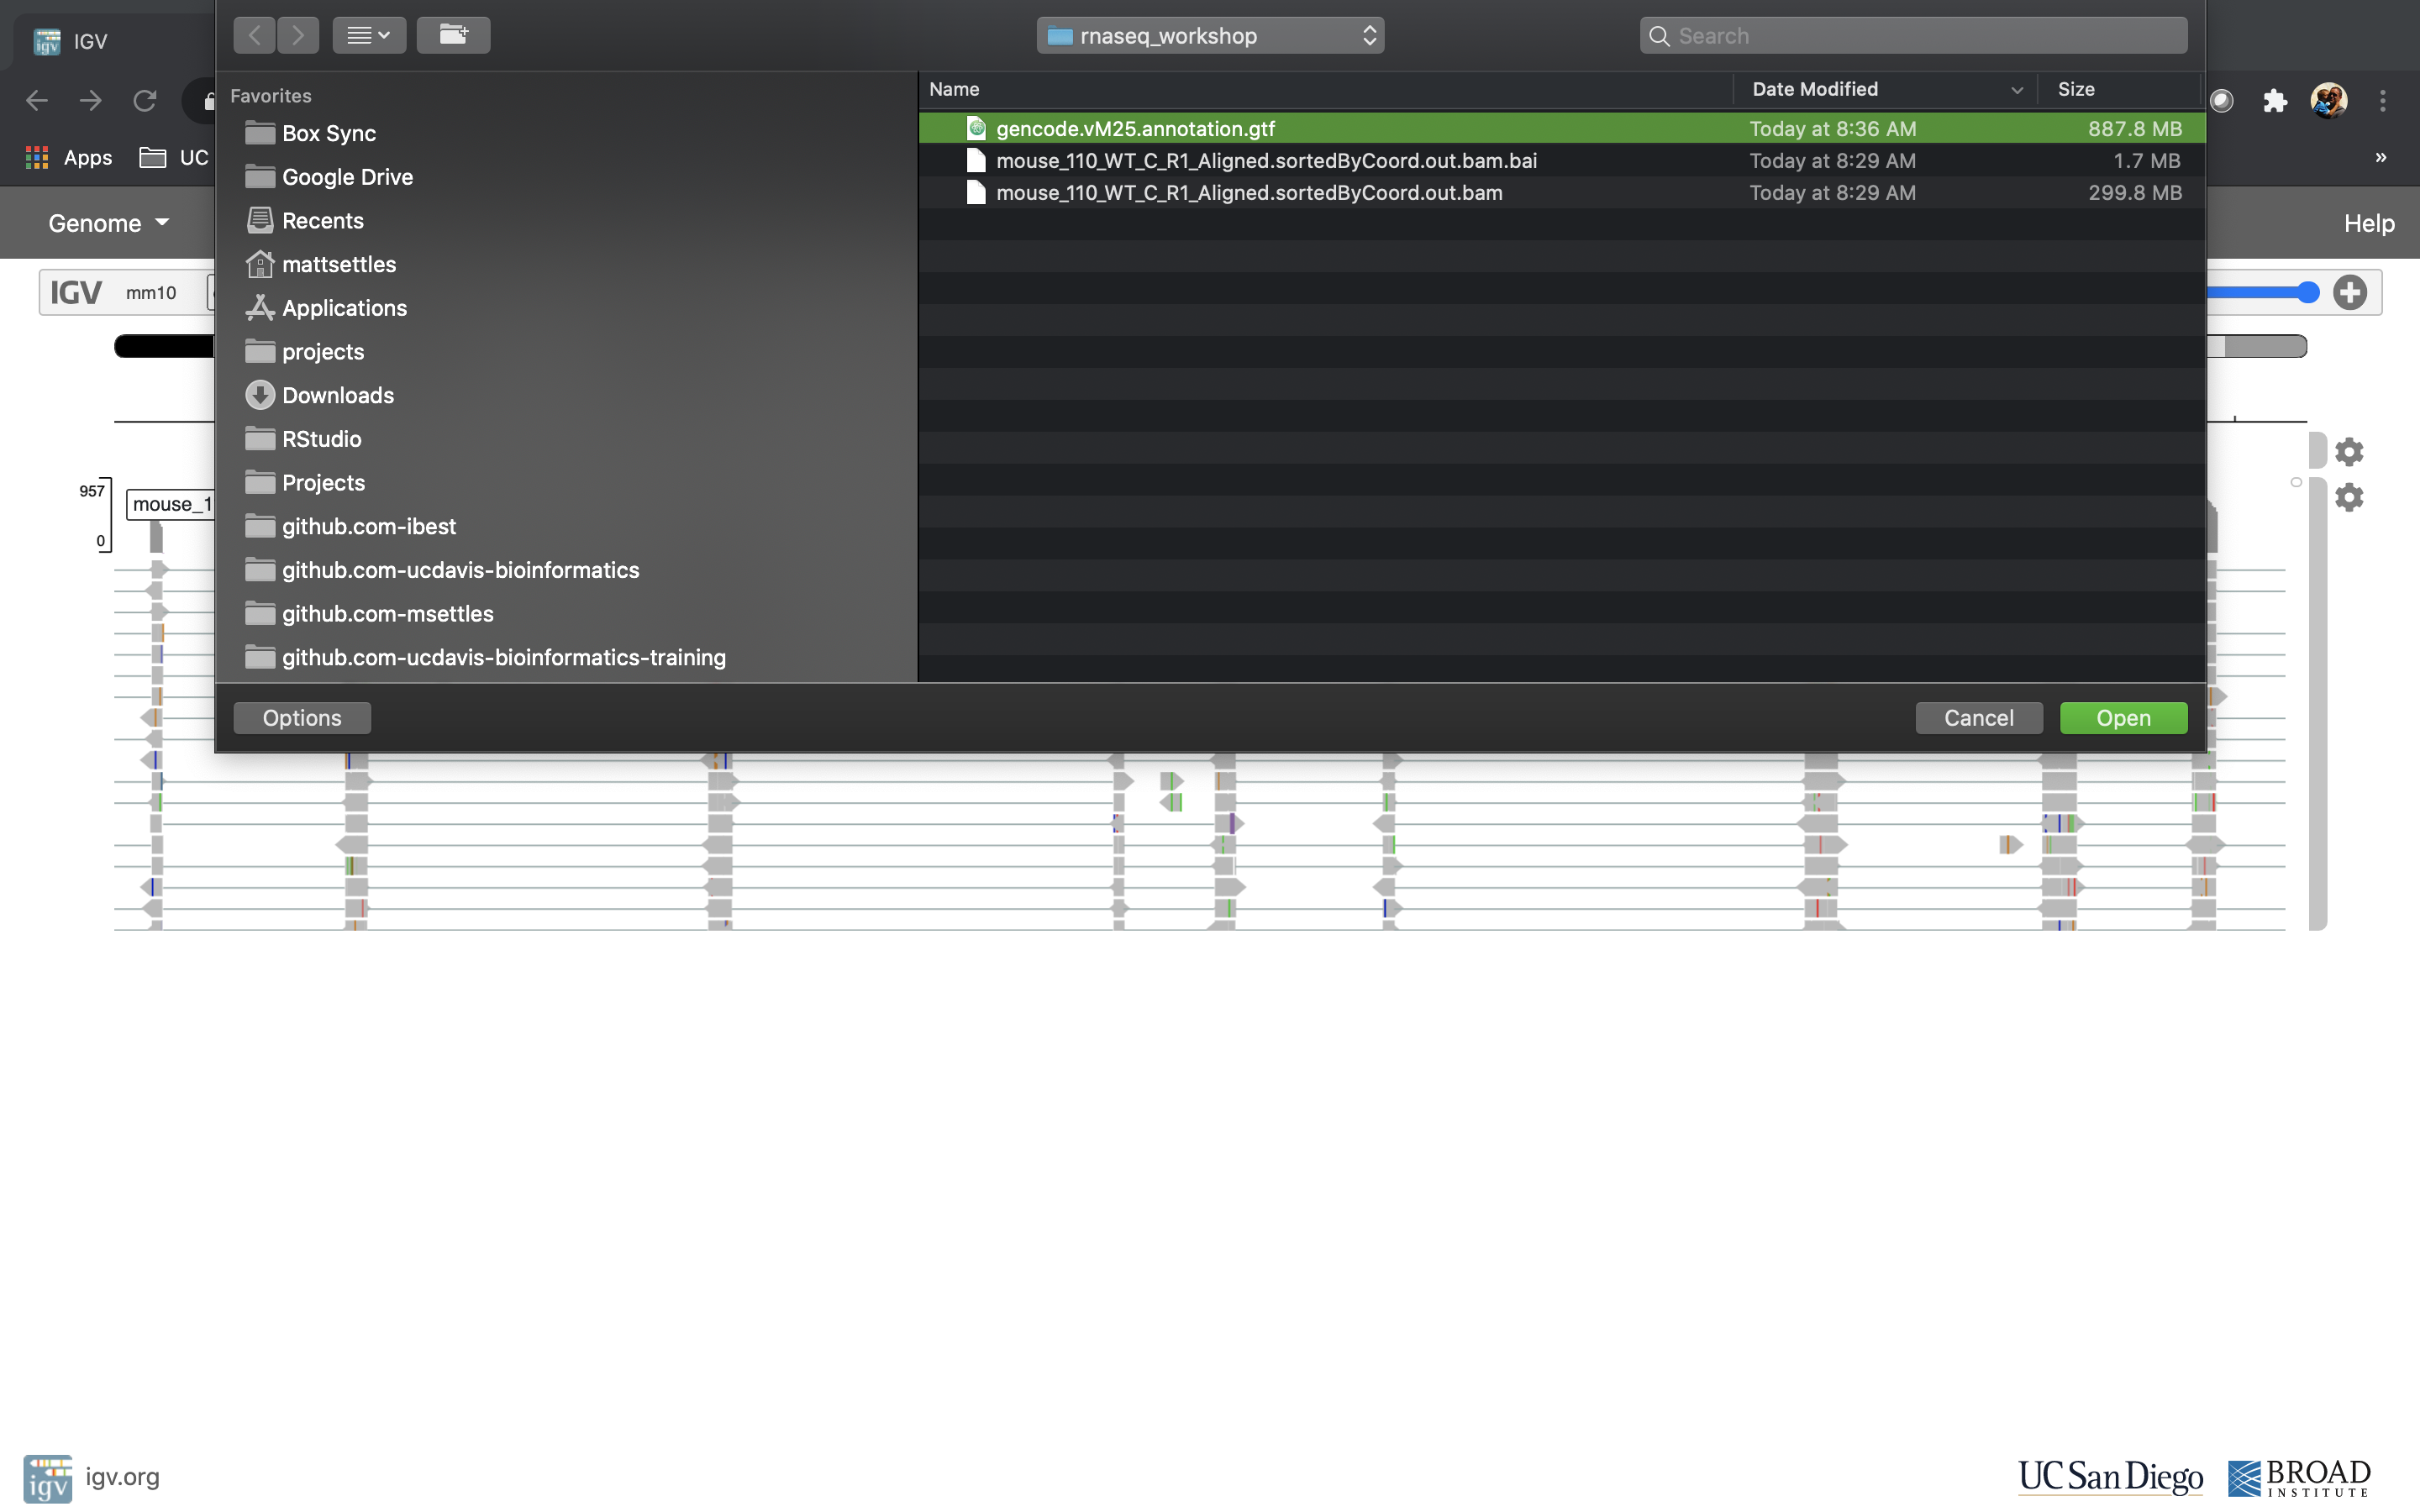 IGV
rnaseq_workshop
Search
Favorites
Name
Date Modified
Size
Box Sync
Google Drive
Recents
mattsettles
Applications
projects
Downloads
RStudio
Projects
github.com-ibest
github.com-ucdavis-bioinformatics
github.com-msettles
github.com-ucdavis-bioinformatics-training
gencode.vM25.annotation.gtf Today at 8:36 AM 887.8 MB
mouse_110_WT_C_R1_Aligned.sortedByCoord.out.bam.bai Today at 8:29 AM 1.7 MB
mouse_110_WT_C_R1_Aligned.sortedByCoord.out.bam Today at 8:29 AM 299.8 MB
Apps
UC
»
Genome
Help
IGV mm10
957
0
mouse_1
Options
Cancel
Open
igv igv.org
UC San Diego
BROAD
INSTITUTE